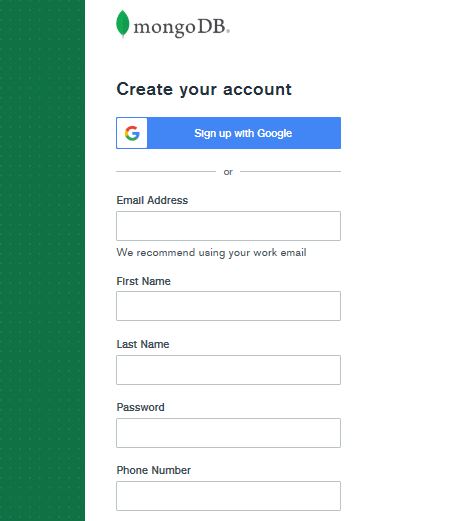 mongoDB.
Create your account
Sign up with Google
or
Email Address
We recommend using your work email
First Name
Last Name
Password
Phone Number